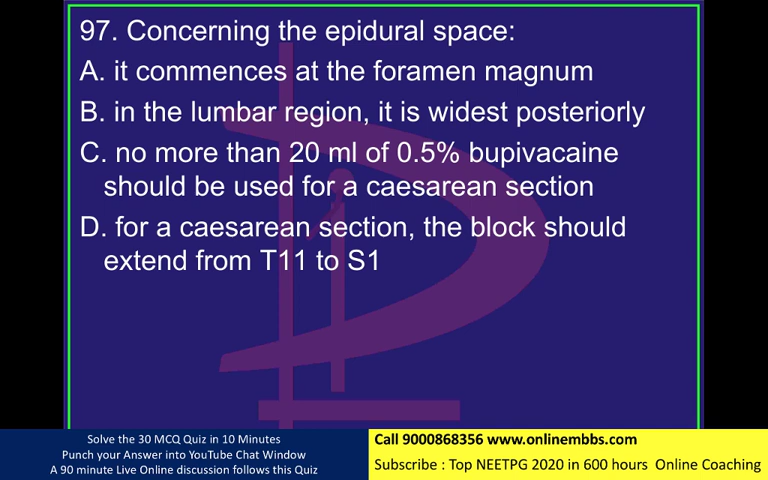 97. Concerning the epidural space:
A. it commences at the foramen magnum
B. in the lumbar region, it is widest posteriorly
C. no more than 20 ml of 0.5% bupivacaine
should be used for a caesarean section
D. for a caesarean section, the block should
extend from T11 to S1
Solve the 30 MCQ Quiz in 10 Minutes
Punch your Answer into YouTube Chat Window
A 90 minute Live Online discussion follows this Quiz
Call 9000868356 www.onlinembbs.com
Subscribe : Top NEETPG 2020 in 600 hours Online Coaching